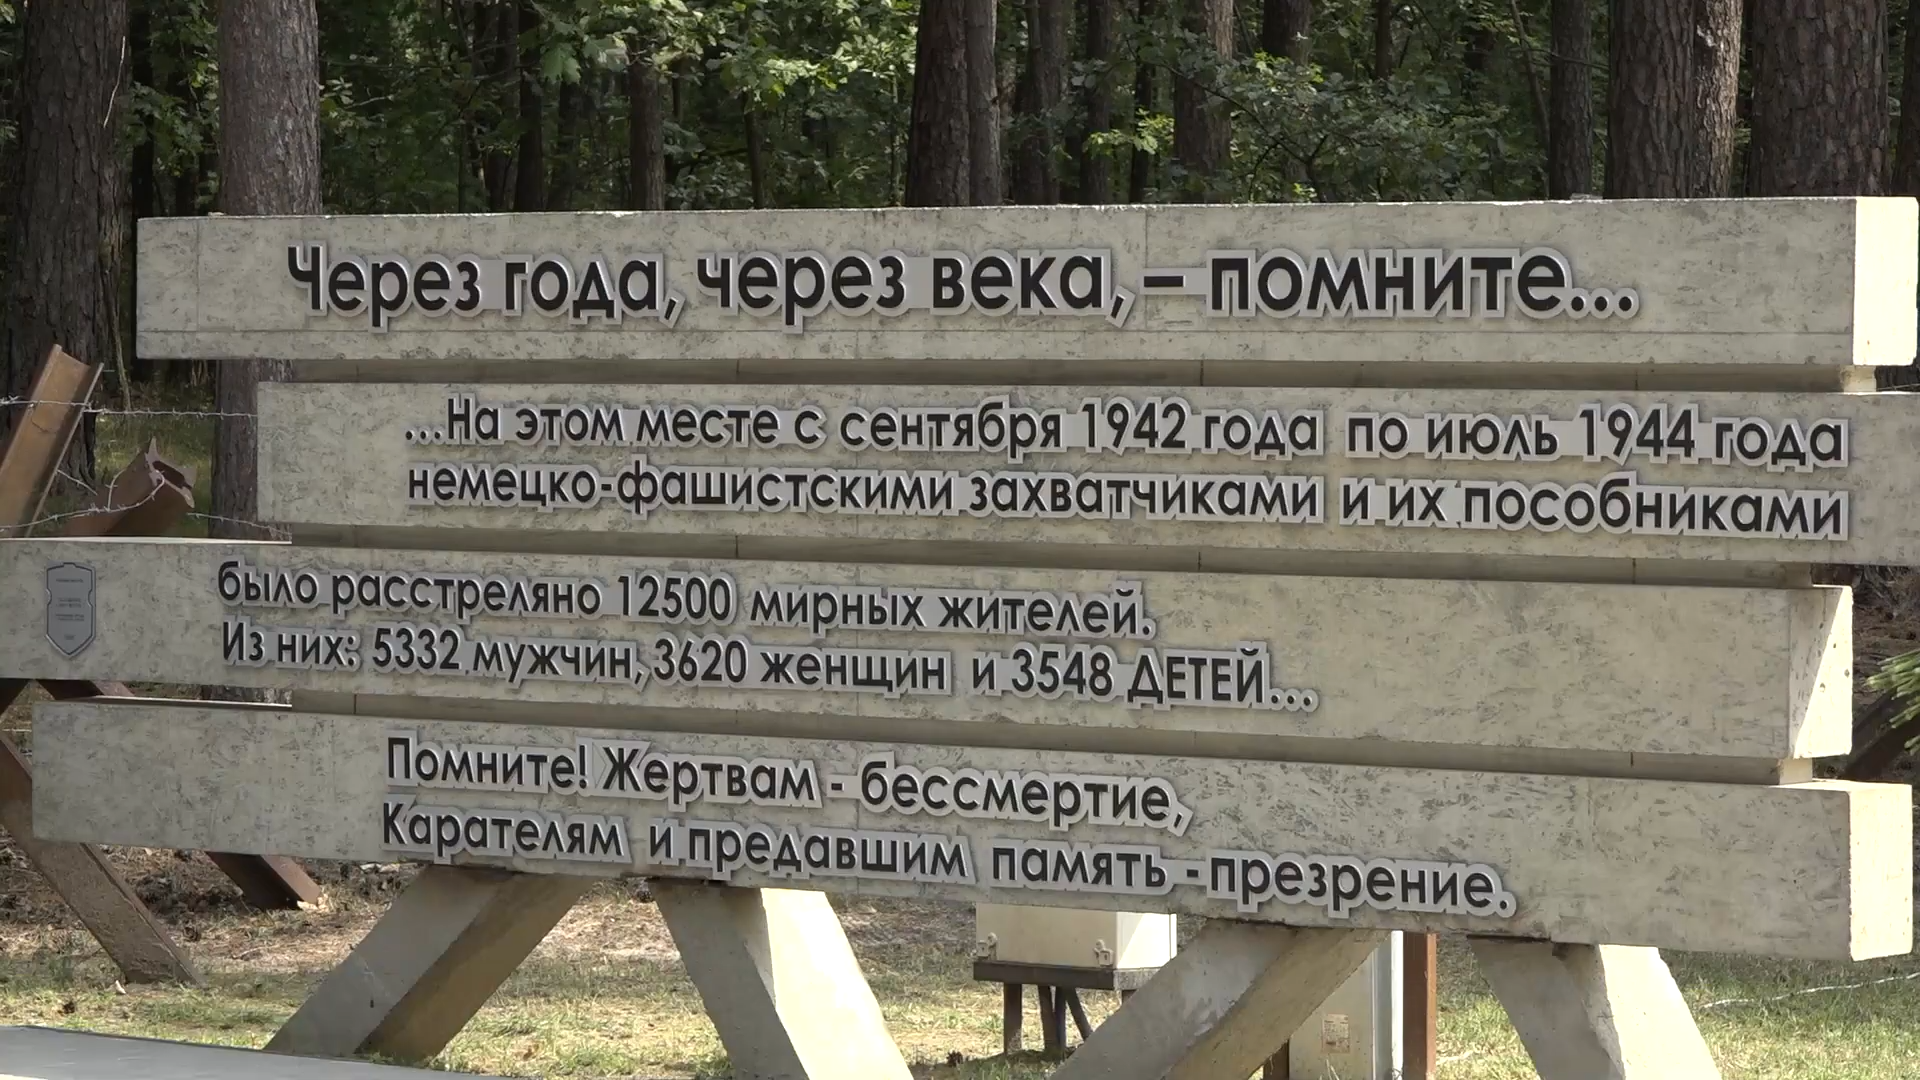 Через года, через века, – помните...
...На этом месте с сентября 1942 года по июль 1944 года
немецко-фашистскими захватчиками и их пособниками
было расстреляно 12500 мирных жителей.
Из них: 5332 мужчин, 3620 женщин и 3548 ДЕТЕЙ...
Помните! Жертвам - бессмертие,
Карателям и предавшим память - презрение.